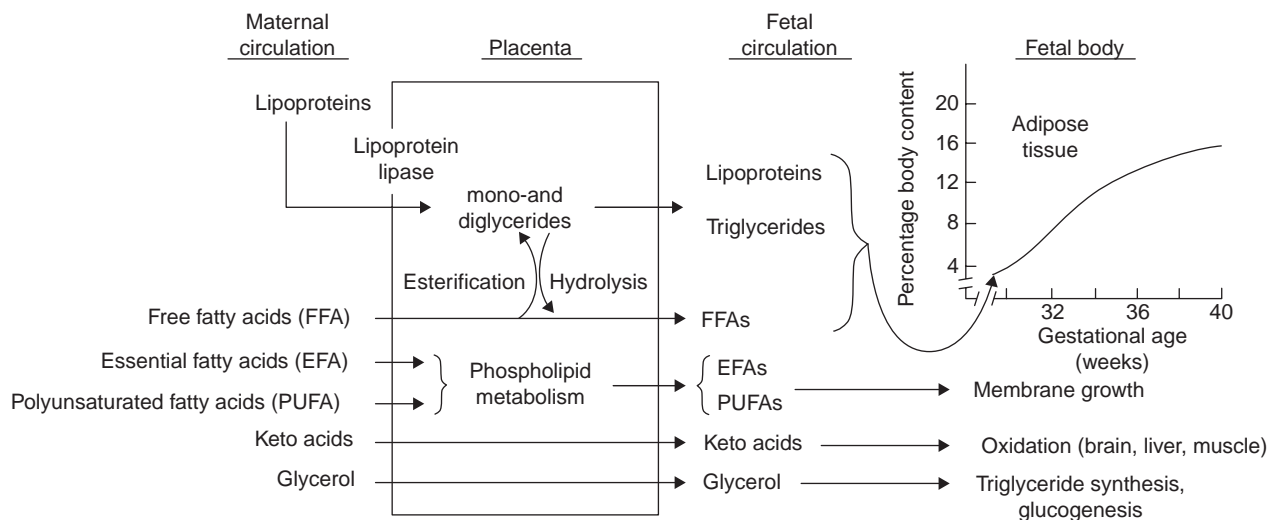 Maternal
circulation
Placenta
Fetal
circulation
Fetal body
Lipoproteins
Lipoprotein
lipase
mono-and
diglycerides
Esterification
Hydrolysis
Lipoproteins
Triglycerides
Percentage body content
20
16
12
8
4
Adipose
tissue
32
36
40
Gestational age
(weeks)
Free fatty acids (FFA)
FFAs
Essential fatty acids (EFA)
Polyunsaturated fatty acids (PUFA)
Phospholipid
metabolism
EFAs
PUFAs
Membrane growth
Keto acids
Keto acids
Oxidation (brain, liver, muscle)
Glycerol
Glycerol
Triglyceride synthesis,
glucogenesis